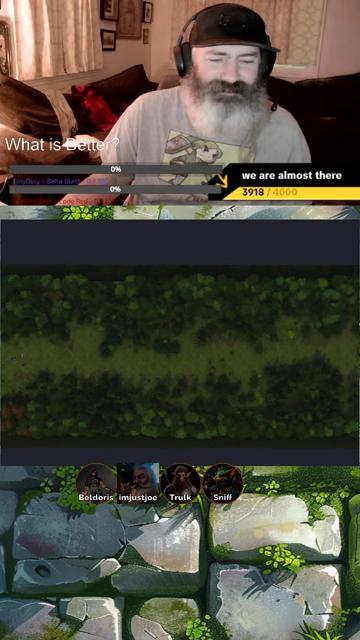 What is Better?
0%
we are almost there
0%
3918 / 4000
Beldoris imjustjoe Trulk Sniff